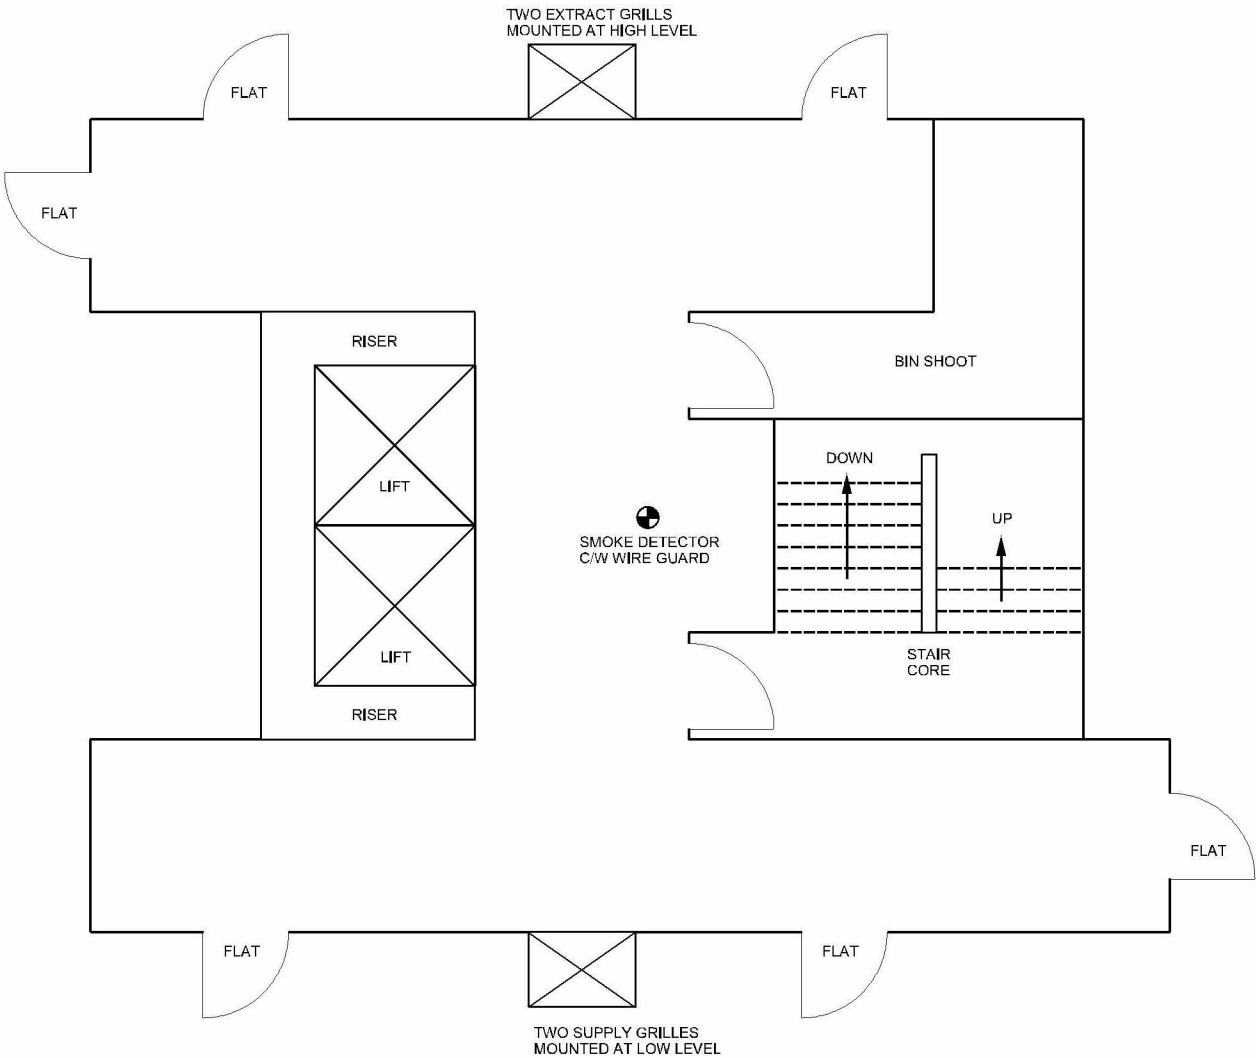 TWO EXTRACT GRILLS
MOUNTED AT HIGH LEVEL
FLAT
FLAT
FLAT
RISER
BIN SHOOT
LIFT
DOWN
UP
SMOKE DETECTOR
C/W WIRE GUARD
LIFT
STAIR
CORE
RISER
FLAT
FLAT
FLAT
TWO SUPPLY GRILLES
MOUNTED AT LOW LEVEL